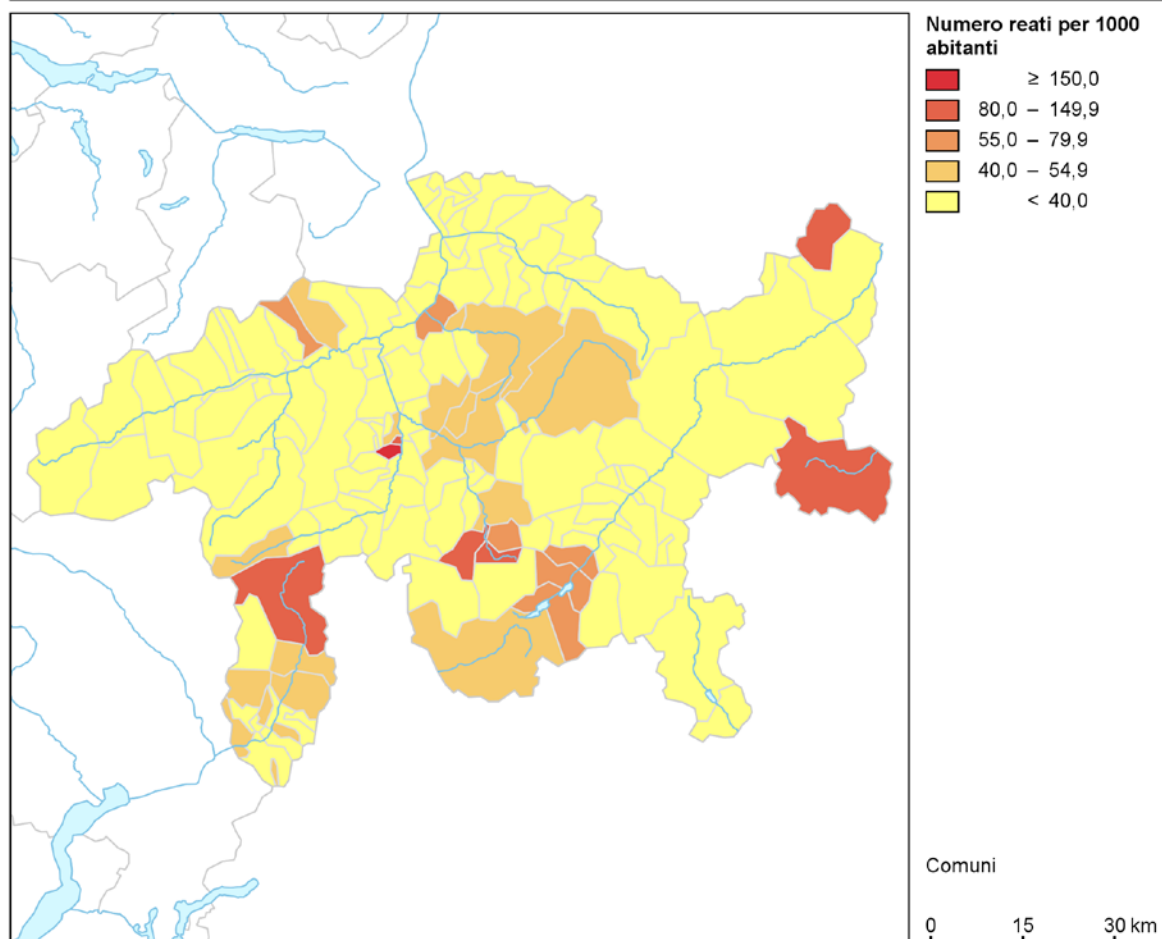 Numero reati per 1000
abitanti
≥ 150,0
80,0 – 149,9
55,0 – 79,9
40,0 – 54,9
< 40,0
Comuni
0 15 30 km